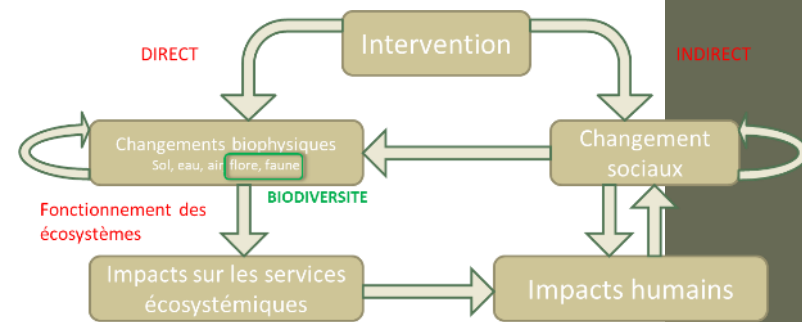 Intervention
DIRECT
INDIRECT
Changements biophysiques
Sol, eau, air flore, faune
Changement
sociaux
BIODIVERSITE
Fonctionnement des
écosystèmes
Impacts sur les services
écosystémiques
Impacts humains